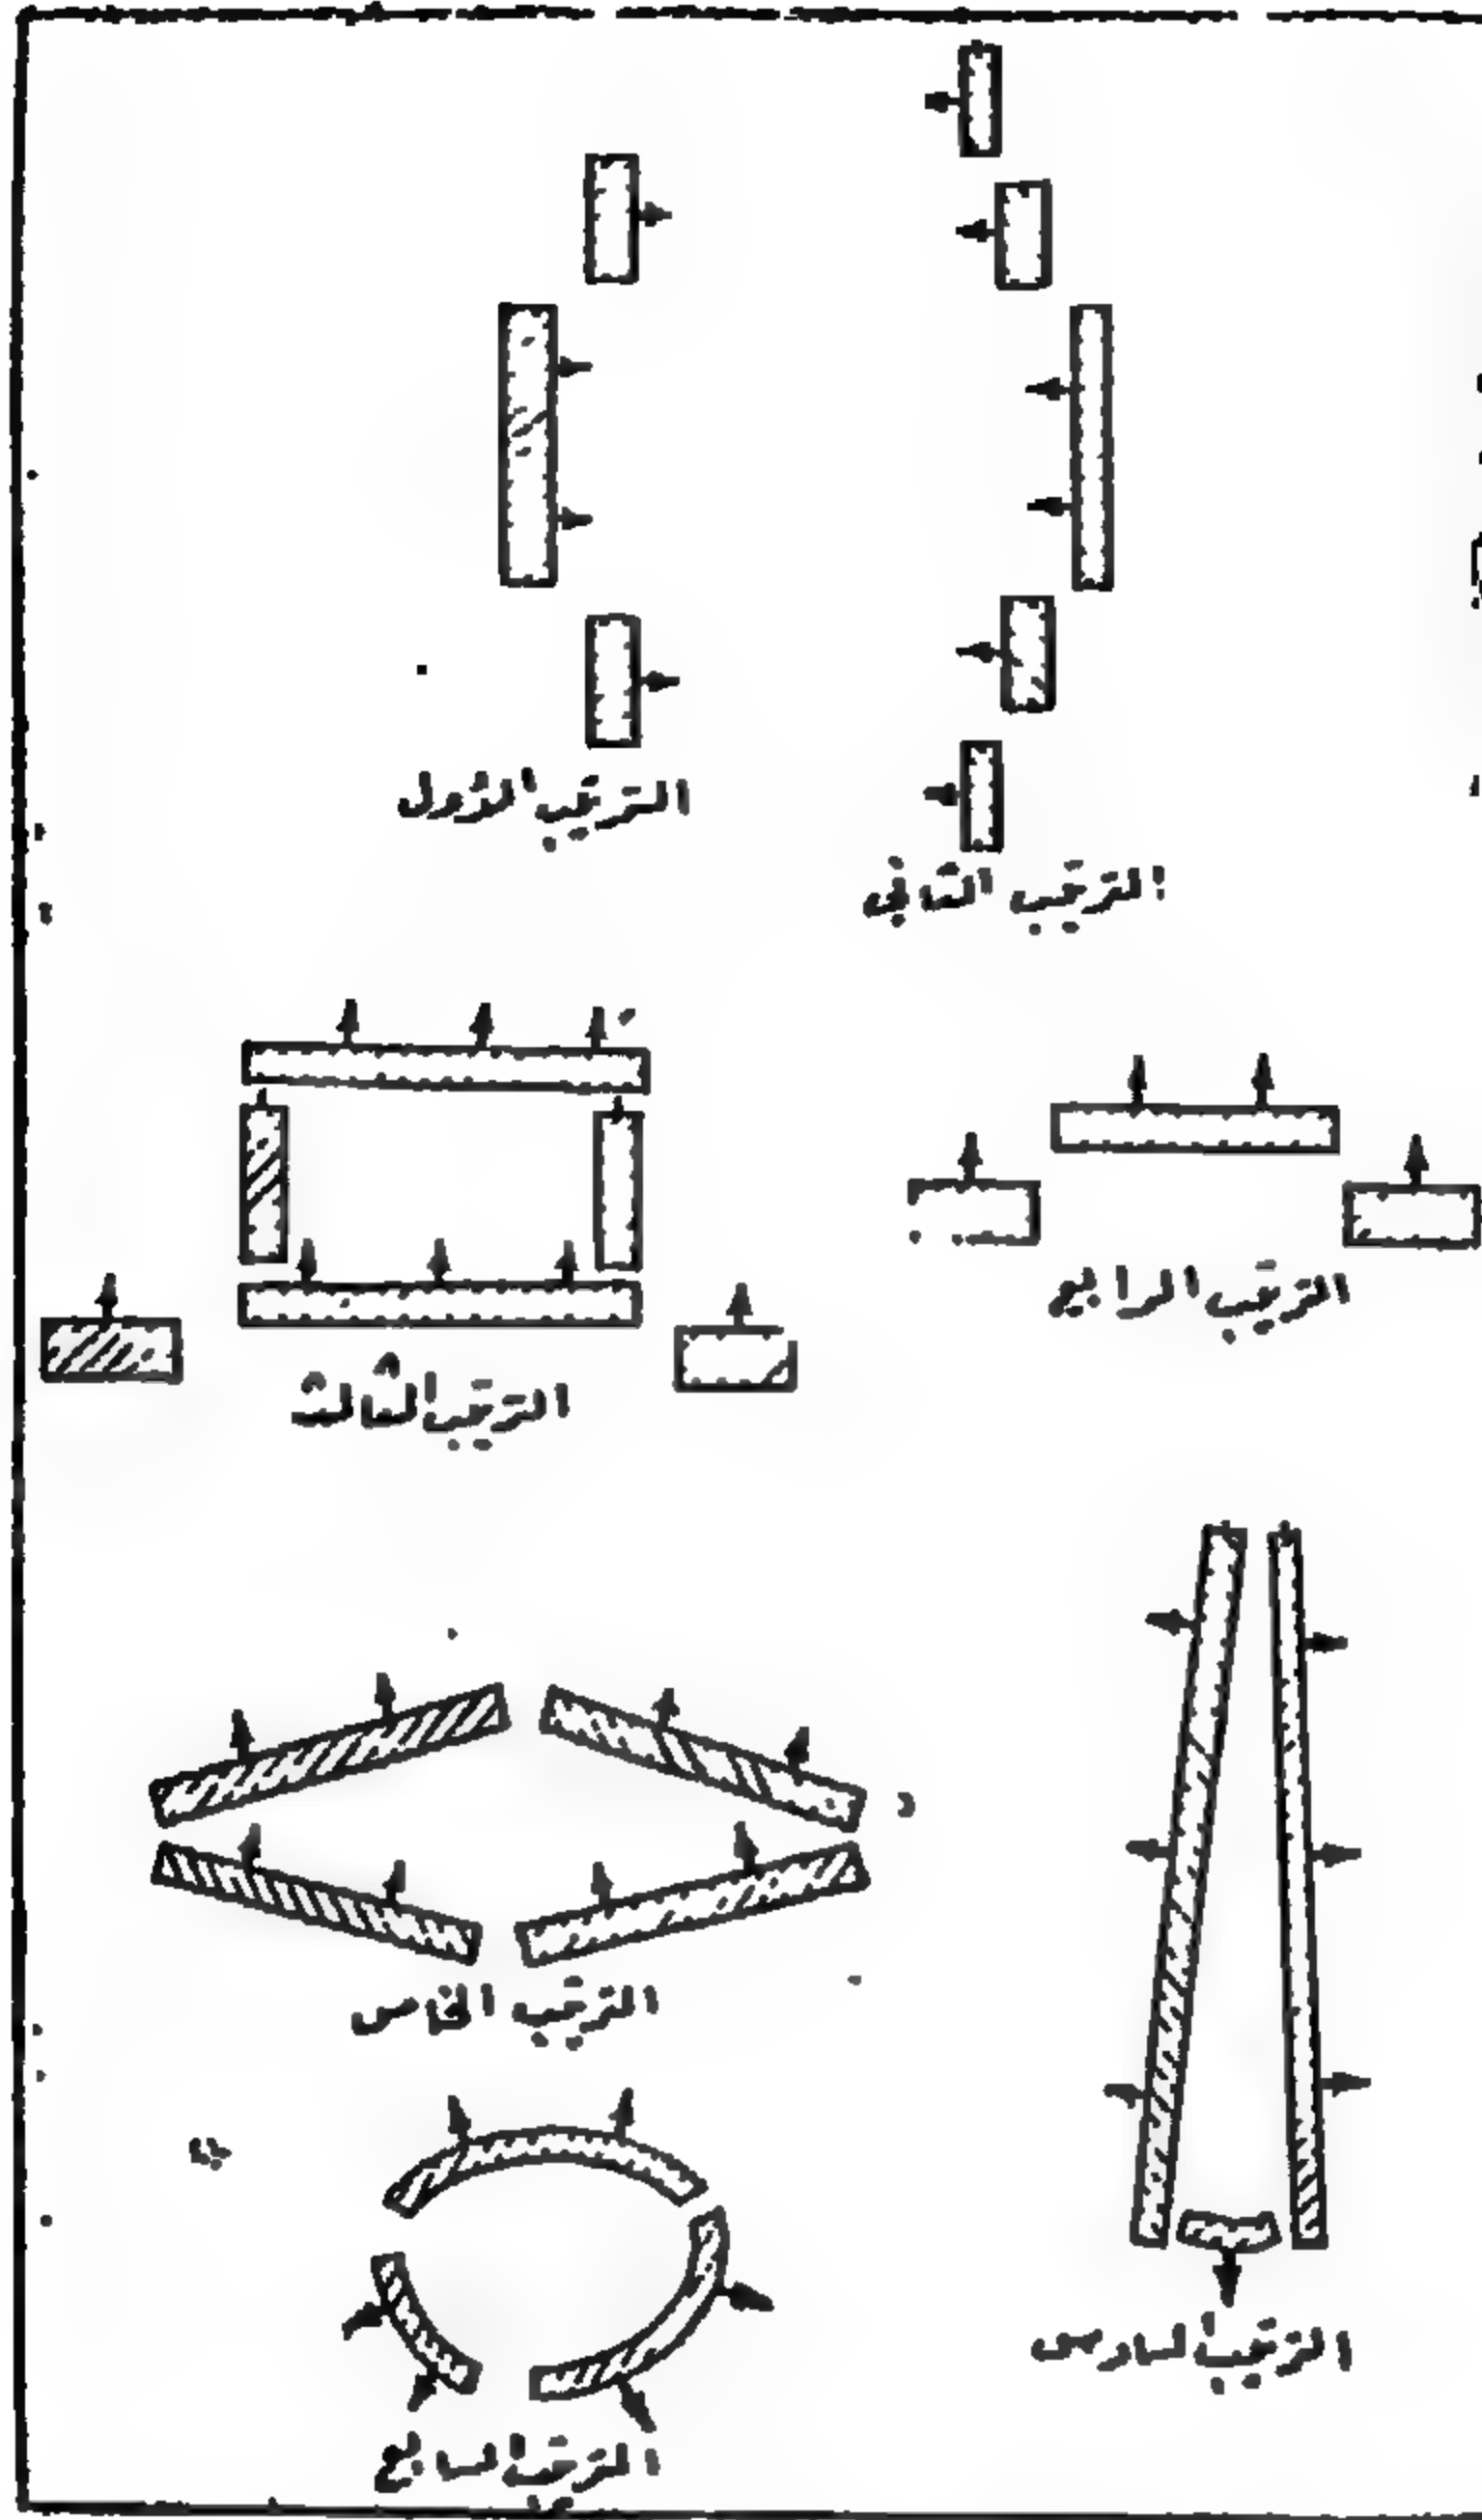 الترتيب الأول
الترتيب الثاني
الترتيب الثالث
الترتيب الرابع
الترتيب الخامس
الترتيب السادس
الترتيب السابع